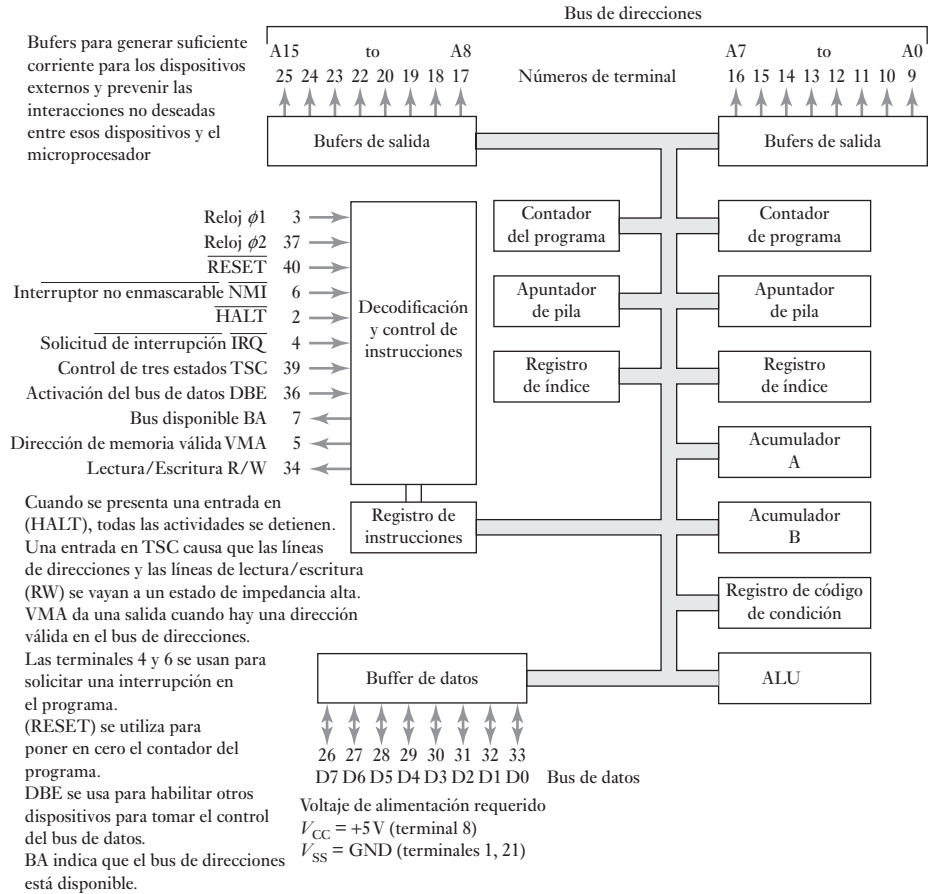 Bus de direcciones
Bufers para generar suficiente
corriente para los dispositivos
externos y prevenir las
interacciones no deseadas
entre esos dispositivos y el
microprocesador
A15 to A8
25 24 23 22 20 19 18 17
Números de terminal
A7 to A0
16 15 14 13 12 11 10 9
Bufers de salida
Bufers de salida
Reloj ϕ1 3
Reloj ϕ2 37
RESET 40
Interruptor no enmascarable NMI 6
HALT 2
Solicitud de interrupción IRQ 4
Control de tres estados TSC 39
Activación del bus de datos DBE 36
Bus disponible BA 7
Dirección de memoria válida VMA 5
Lectura/Escritura R/W 34
Decodificación
y control de
instrucciones
Registro de
instrucciones
Contador
del programa
Contador
de programa
Apuntador
de pila
Apuntador
de pila
Registro
de índice
Registro
de índice
Acumulador
A
Acumulador
B
Registro de código
de condición
ALU
Cuando se presenta una entrada en
(HALT), todas las actividades se detienen.
Una entrada en TSC causa que las líneas
de direcciones y las líneas de lectura/escritura
(RW) se vayan a un estado de impedancia alta.
VMA da una salida cuando hay una dirección
válida en el bus de direcciones.
Las terminales 4 y 6 se usan para
solicitar una interrupción en
el programa.
(RESET) se utiliza para
poner en cero el contador del
programa.
DBE se usa para habilitar otros
dispositivos para tomar el control
del bus de datos.
BA indica que el bus de direcciones
está disponible.
Buffer de datos
26 27 28 29 30 31 32 33
D7 D6 D5 D4 D3 D2 D1 D0 Bus de datos
Voltaje de alimentación requerido
VCC = +5 V (terminal 8)
VSS = GND (terminales 1, 21)